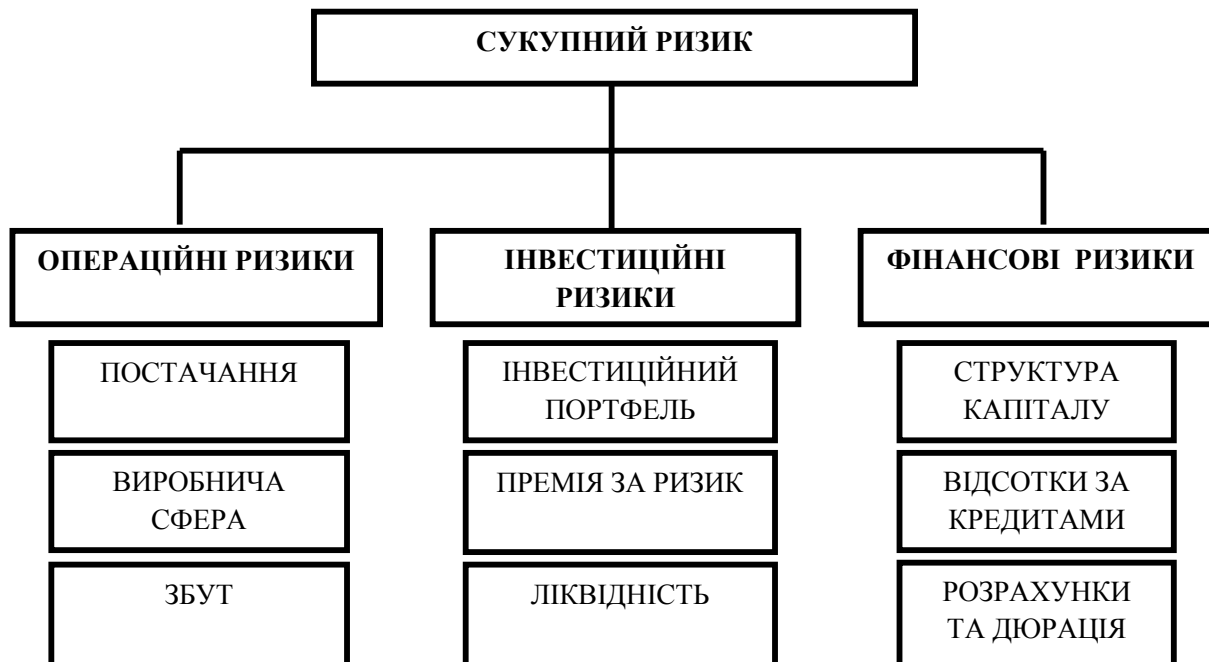 СУКУПНИЙ РИЗИК
ОПЕРАЦІЙНІ РИЗИКИ
ІНВЕСТИЦІЙНІ
РИЗИКИ
ФІНАНСОВІ РИЗИКИ
ПОСТАЧАННЯ
ІНВЕСТИЦІЙНИЙ
ПОРТФЕЛЬ
СТРУКТУРА
КАПІТАЛУ
ВИРОБНИЧА
СФЕРА
ПРЕМІЯ ЗА РИЗИК
ВІДСОТКИ ЗА
КРЕДИТАМИ
ЗБУТ
ЛІКВІДНІСТЬ
РОЗРАХУНКИ
ТА ДЮРАЦІЯ